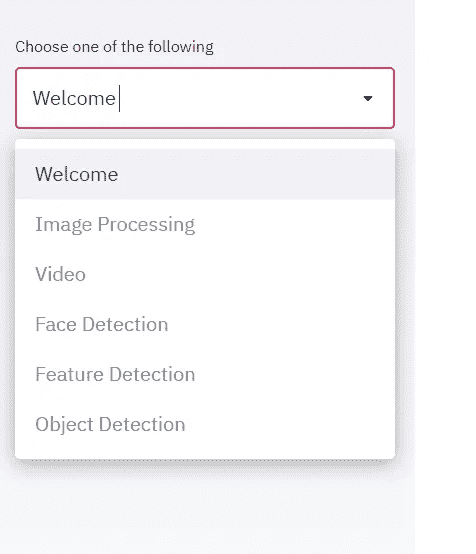 Choose one of the following
Welcome
Welcome
Image Processing
Video
Face Detection
Feature Detection
Object Detection